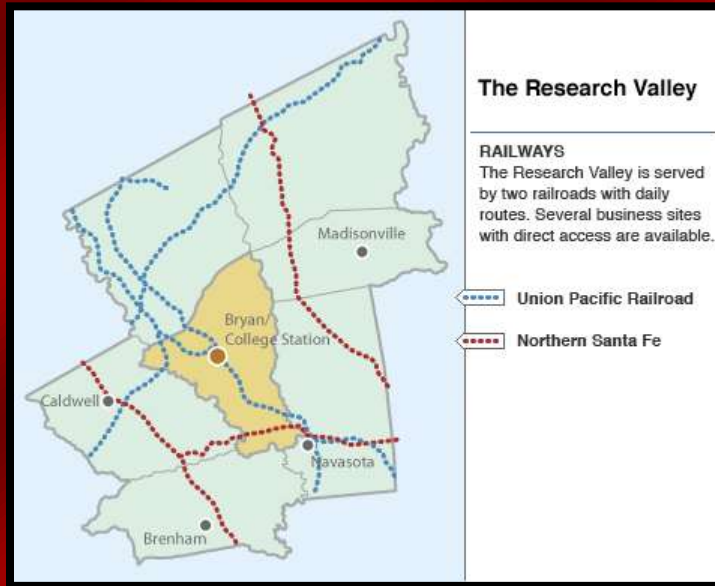 The Research Valley
RAILWAYS
The Research Valley is served
by two railroads with daily
routes. Several business sites
with direct access are available.
Union Pacific Railroad
Northern Santa Fe
Madisonville
Bryan/
College Station
Caldwell
Navasota
Brenham